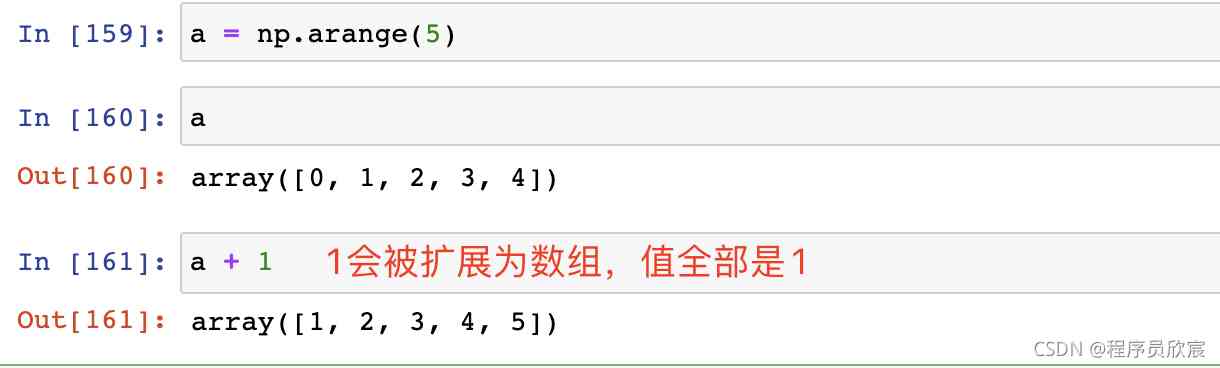 In [159]: a = np.arange(5)
In [160]: a
Out[160]: array([0, 1, 2, 3, 4])
In [161]: a + 1 1会被扩展为数组，值全部是1
Out[161]: array([1, 2, 3, 4, 5])
CSDN @程序员欣宸